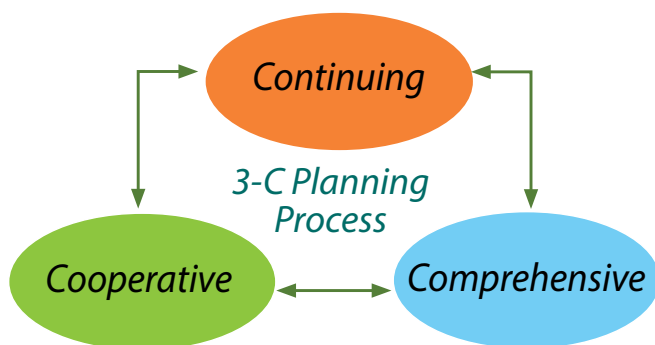 Continuing
3-C Planning
Process
Cooperative
Comprehensive